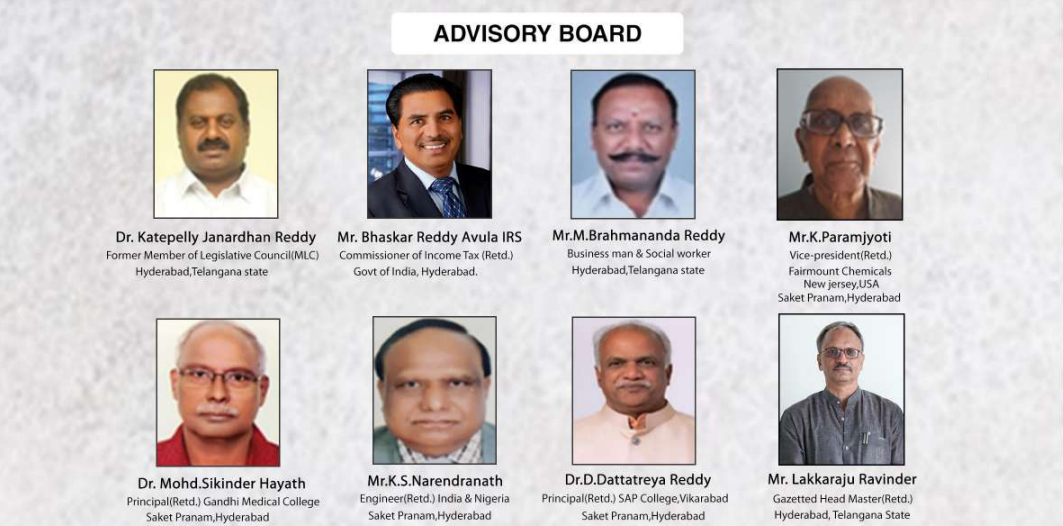 ADVISORY BOARD
Dr. Katepelly Janardhan Reddy
Former Member of Legislative Council(MLC)
Hyderabad,Telangana state
Mr. Bhaskar Reddy Avula IRS
Commissioner of Income Tax (Retd.)
Govt of India, Hyderabad.
Mr.M.Brahmananda Reddy
Business man & Social worker
Hyderabad,Telangana state
Mr.K.Paramjyoti
Vice-president(Retd.)
Fairmount Chemicals
New jersey,USA
Saket Pranam,Hyderabad
Dr. Mohd.Sikinder Hayath
Principal(Retd.) Gandhi Medical College
Saket Pranam,Hyderabad
Mr.K.S.Narendranath
Engineer(Retd.) India & Nigeria
Saket Pranam,Hyderabad
Dr.D.Dattatreya Reddy
Principal(Retd.) SAP College,Vikarabad
Saket Pranam,Hyderabad
Mr. Lakkaraju Ravinder
Gazetted Head Master(Retd.)
Hyderabad, Telangana State